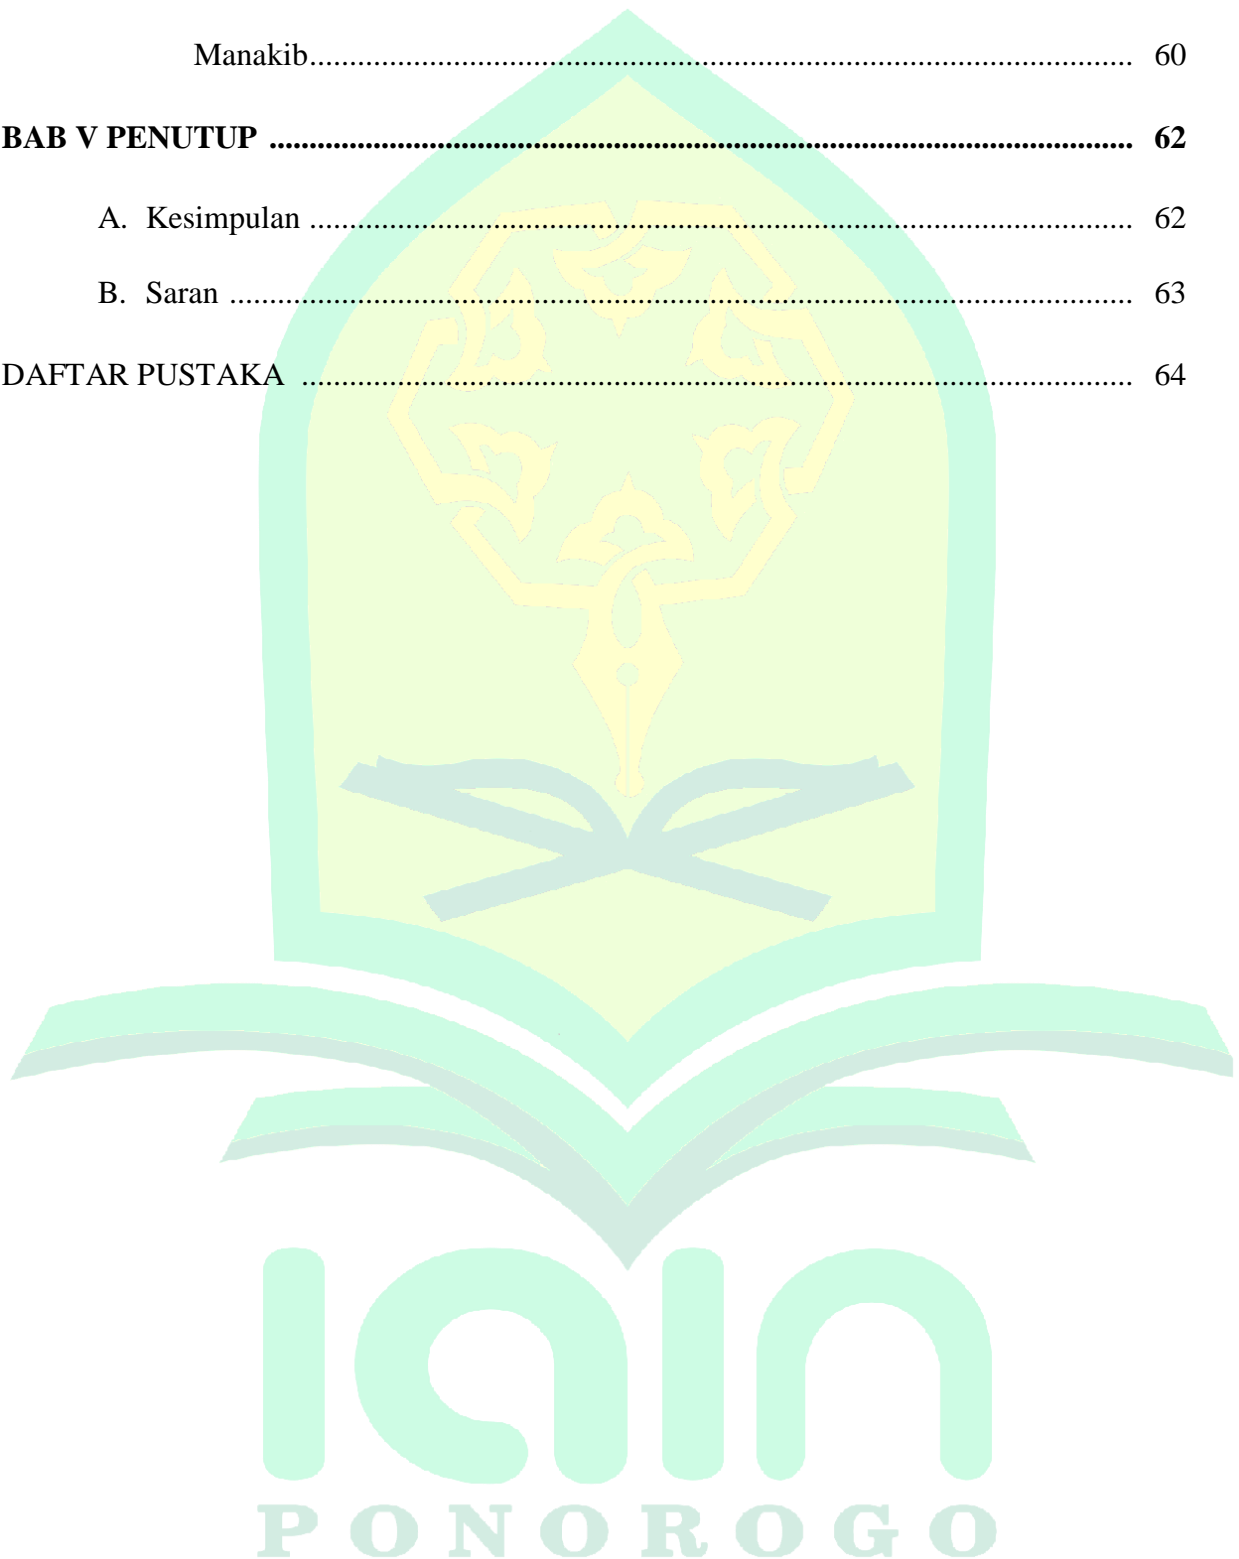 Manakib....................................................................................................... 60
BAB V PENUTUP ............................................................................................................ 62
A. Kesimpulan ....................................................................................................... 62
B. Saran ................................................................................................................. 63
DAFTAR PUSTAKA ........................................................................................................ 64
iain
PONOROGO